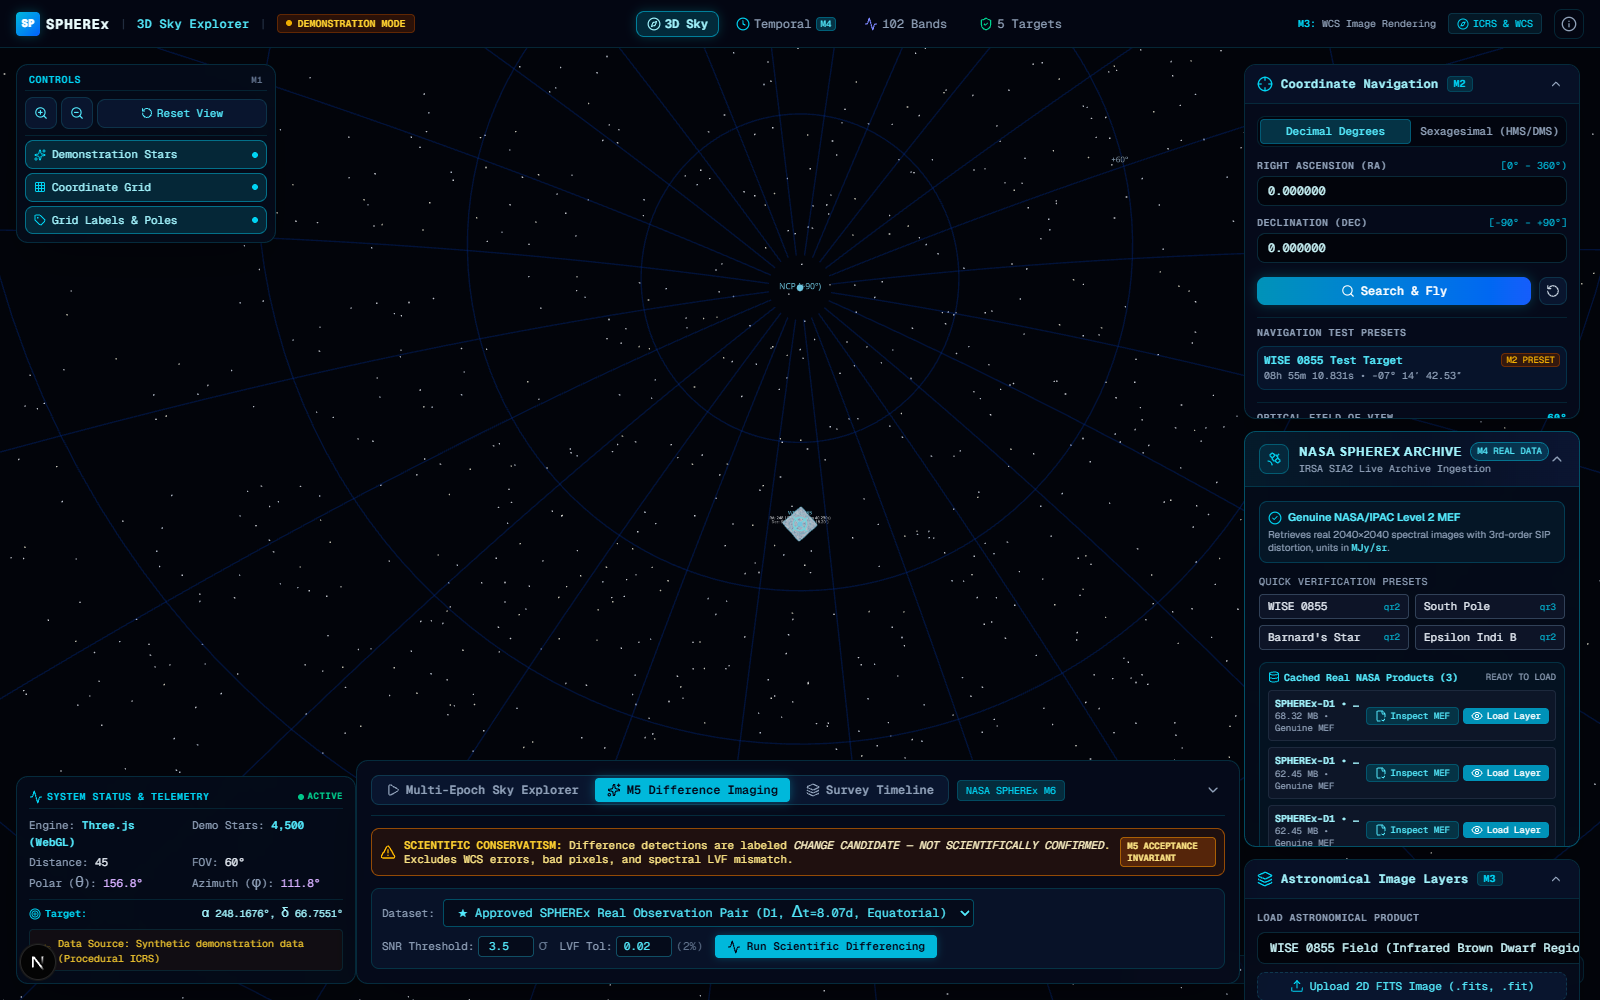 SP SPHEREx | 3D Sky Explorer | DEMONSTRATION MODE
3D Sky
Temporal M4
102 Bands
5 Targets
M3: WCS Image Rendering
ICRS & WCS
CONTROLS M1
Reset View
Demonstration Stars
Coordinate Grid
Grid Labels & Poles
+60°
NCP (+90°)
Coordinate Navigation M2
Decimal Degrees
Sexagesimal (HMS/DMS)
RIGHT ASCENSION (RA) [0° – 360°)
0.000000
DECLINATION (DEC) [-90° – +90°]
0.000000
Search & Fly
NAVIGATION TEST PRESETS
WISE 0855 Test Target M2 PRESET
08h 55m 10.831s • -07° 14' 42.53"
OPTICAL FIELD OF VIEW 60°
NASA SPHEREX ARCHIVE M4 REAL DATA
IRSA SIA2 Live Archive Ingestion
Genuine NASA/IPAC Level 2 MEF
Retrieves real 2040×2040 spectral images with 3rd-order SIP
distortion, units in MJy/sr.
QUICK VERIFICATION PRESETS
WISE 0855 qr2
South Pole qr3
Barnard's Star qr2
Epsilon Indi B qr2
Cached Real NASA Products (3) READY TO LOAD
SPHEREx-D1 • …
68.32 MB •
Genuine MEF
Inspect MEF
Load Layer
SPHEREx-D1 • …
62.45 MB •
Genuine MEF
Inspect MEF
Load Layer
SPHEREx-D1 • …
62.45 MB •
Genuine MEF
Inspect MEF
Load Layer
Astronomical Image Layers M3
LOAD ASTRONOMICAL PRODUCT
WISE 0855 Field (Infrared Brown Dwarf Regio
Upload 2D FITS Image (.fits, .fit)
SYSTEM STATUS & TELEMETRY ACTIVE
Engine: Three.js (WebGL)
Demo Stars: 4,500
Distance: 45
FOV: 60°
Polar (θ): 156.8°
Azimuth (φ): 111.8°
Target: α 248.1676°, δ 66.7551°
Data Source: Synthetic demonstration data
(Procedural ICRS)
N
Multi-Epoch Sky Explorer
M5 Difference Imaging
Survey Timeline
NASA SPHEREx M6
SCIENTIFIC CONSERVATISM: Difference detections are labeled CHANGE CANDIDATE — NOT SCIENTIFICALLY CONFIRMED.
Excludes WCS errors, bad pixels, and spectral LVF mismatch.
M5 ACCEPTANCE
INVARIANT
Dataset: ★ Approved SPHEREx Real Observation Pair (D1, Δt=8.07d, Equatorial)
SNR Threshold: 3.5 σ LVF Tol: 0.02 (2%) Run Scientific Differencing